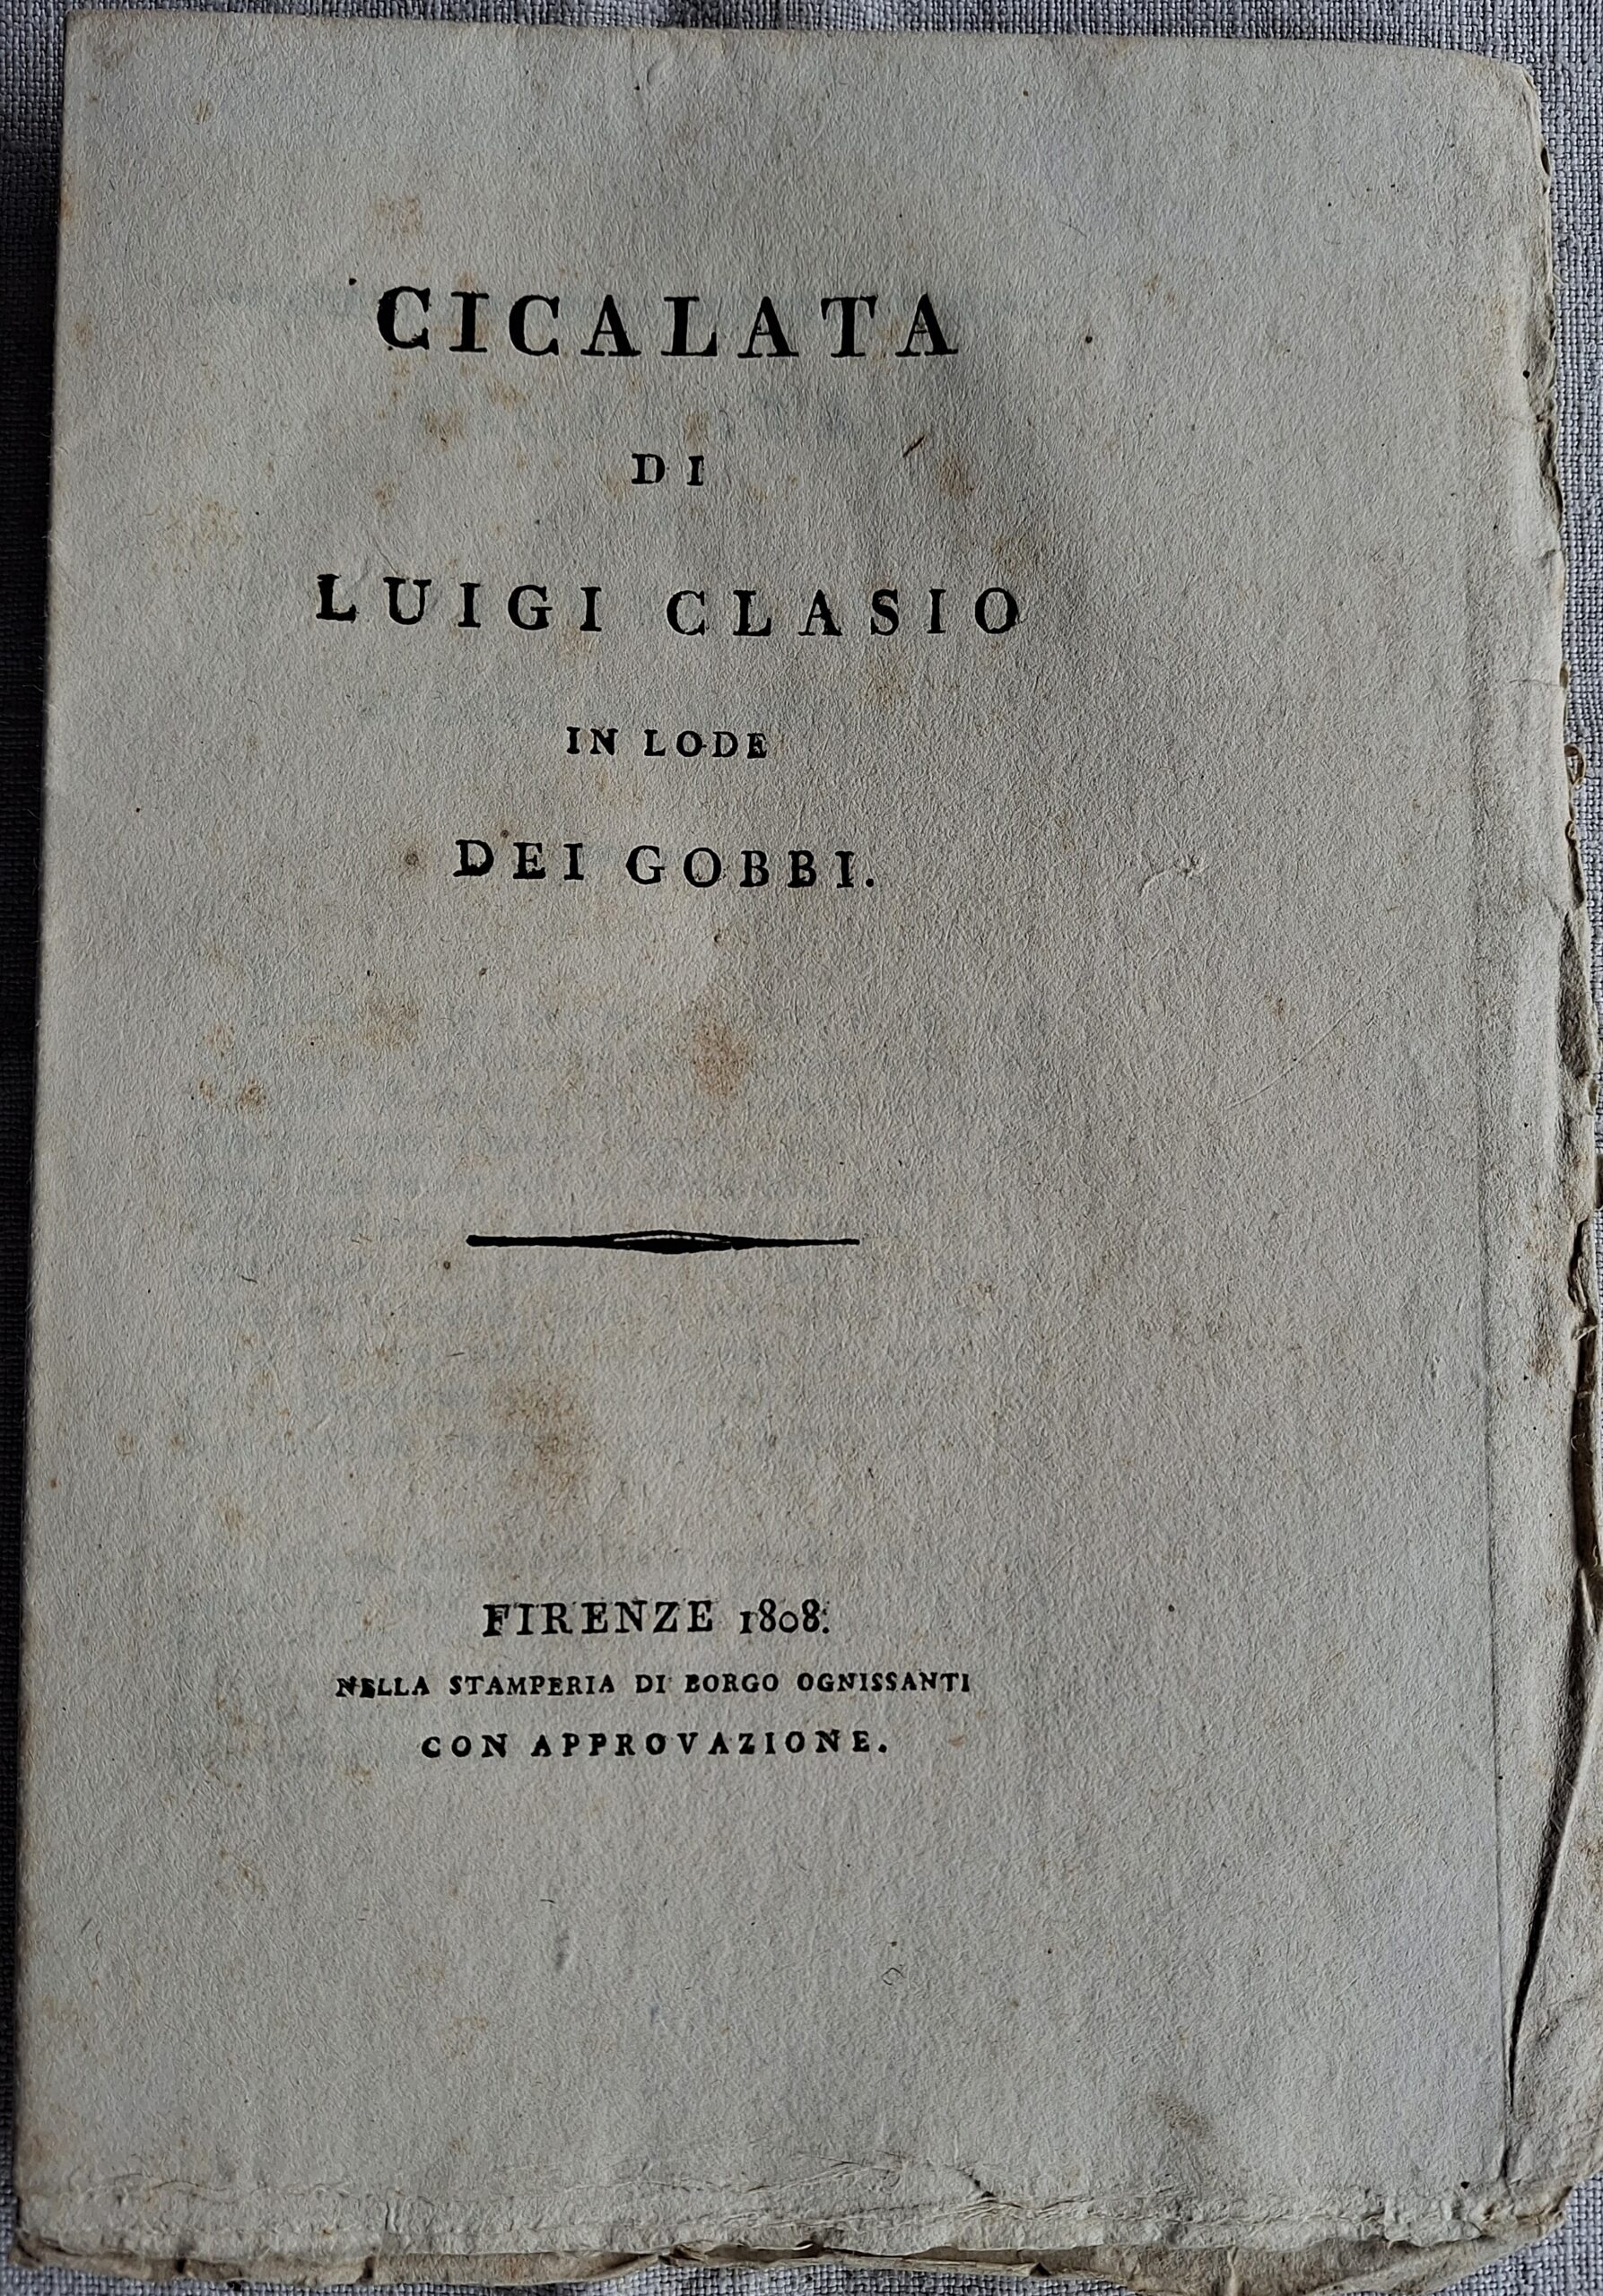 CICALATA
DI
LUIGI CLASIO
IN LODE
DEI GOBBI.
FIRENZE 1808.
NELLA STAMPERIA DI BORGO OGNISSANTI
CON APPROVAZIONE.